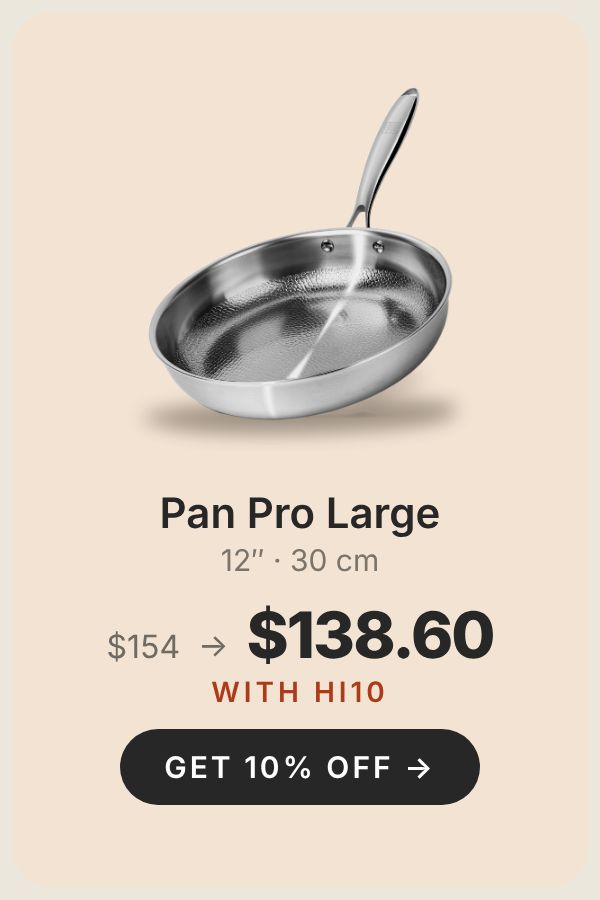 Pan Pro Large
12″ · 30 cm
$154 → $138.60
WITH HI10
GET 10% OFF →